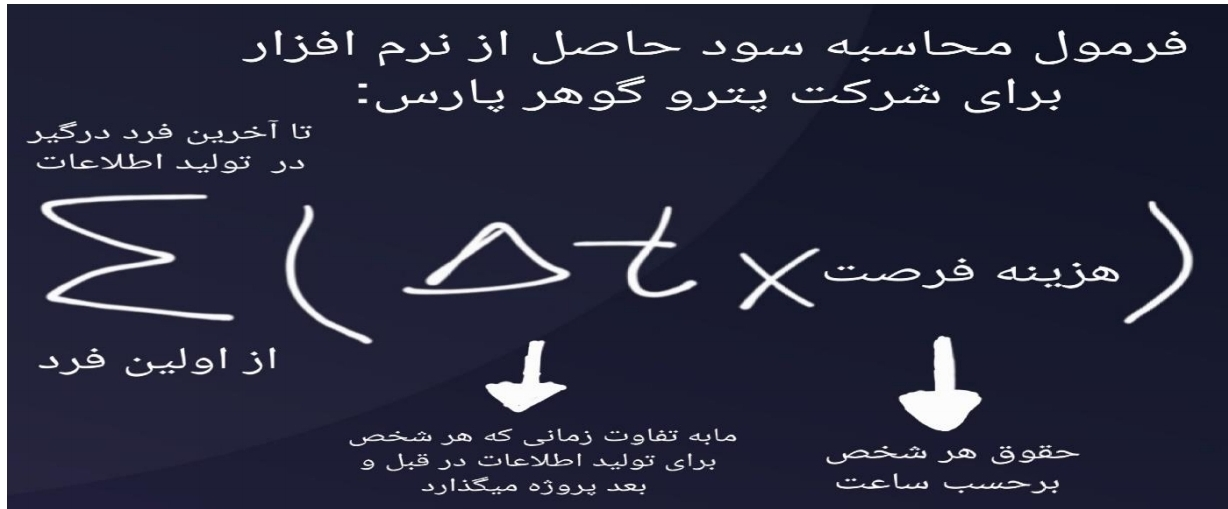 فرمول محاسبه سود حاصل از نرم افزار
برای شرکت پترو گوهر پارس:
تا آخرین فرد درگیر
در تولید اطلاعات
Σ( Δt x هزینه فرصت )
از اولین فرد
مابه تفاوت زمانی که هر شخص
برای تولید اطلاعات در قبل و
بعد پروژه میگذارد
حقوق هر شخص
برحسب ساعت